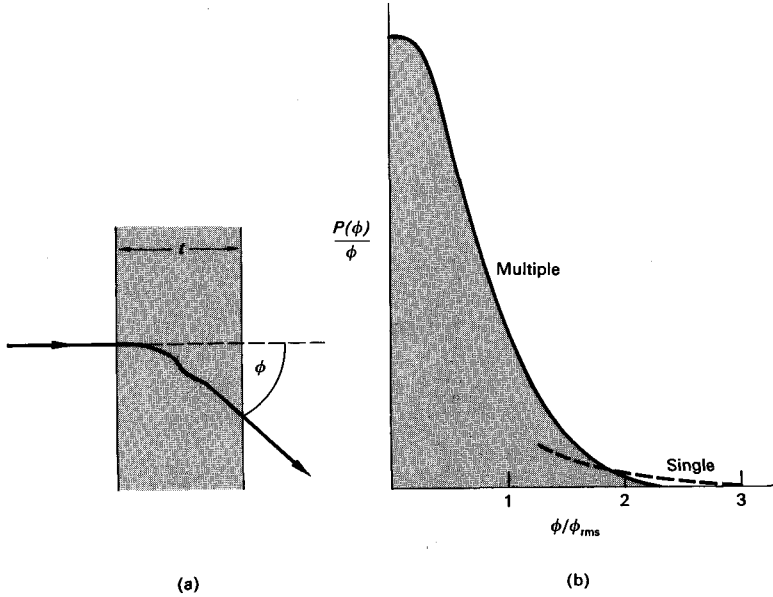 t
φ
(a)
P(φ)
φ
Multiple
Single
1 2 3
φ/φrms
(b)